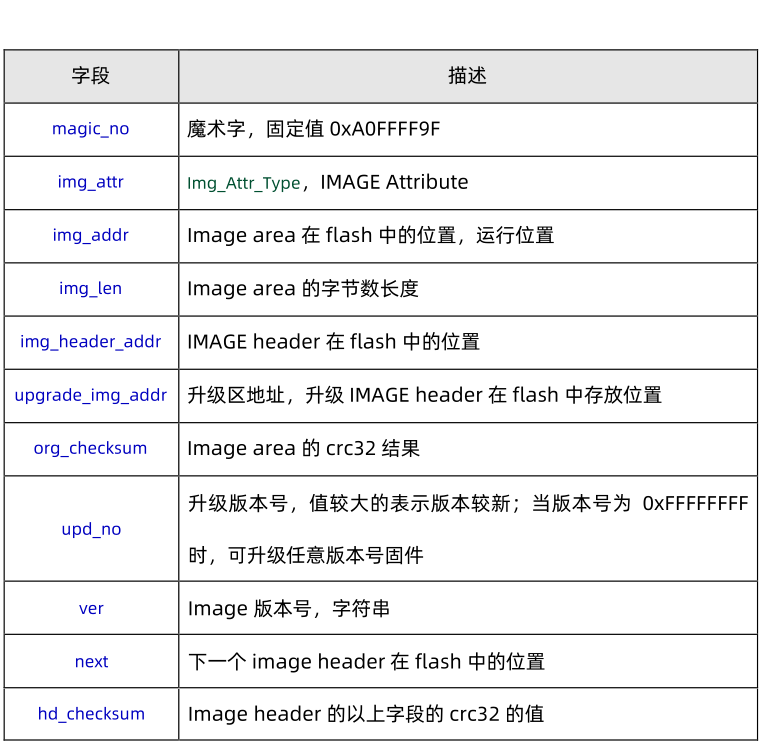 字段 描述
magic_no 魔术字，固定值 0xA0FFFF9F
img_attr Img_Attr_Type，IMAGE Attribute
img_addr Image area 在 flash 中的位置，运行位置
img_len Image area 的字节数长度
img_header_addr IMAGE header 在 flash 中的位置
upgrade_img_addr 升级区地址，升级 IMAGE header 在 flash 中存放位置
org_checksum Image area 的 crc32 结果
upd_no 升级版本号，值较大的表示版本较新；当版本号为 0xFFFFFFFF
时，可升级任意版本号固件
ver Image 版本号，字符串
next 下一个 image header 在 flash 中的位置
hd_checksum Image header 的以上字段的 crc32 的值